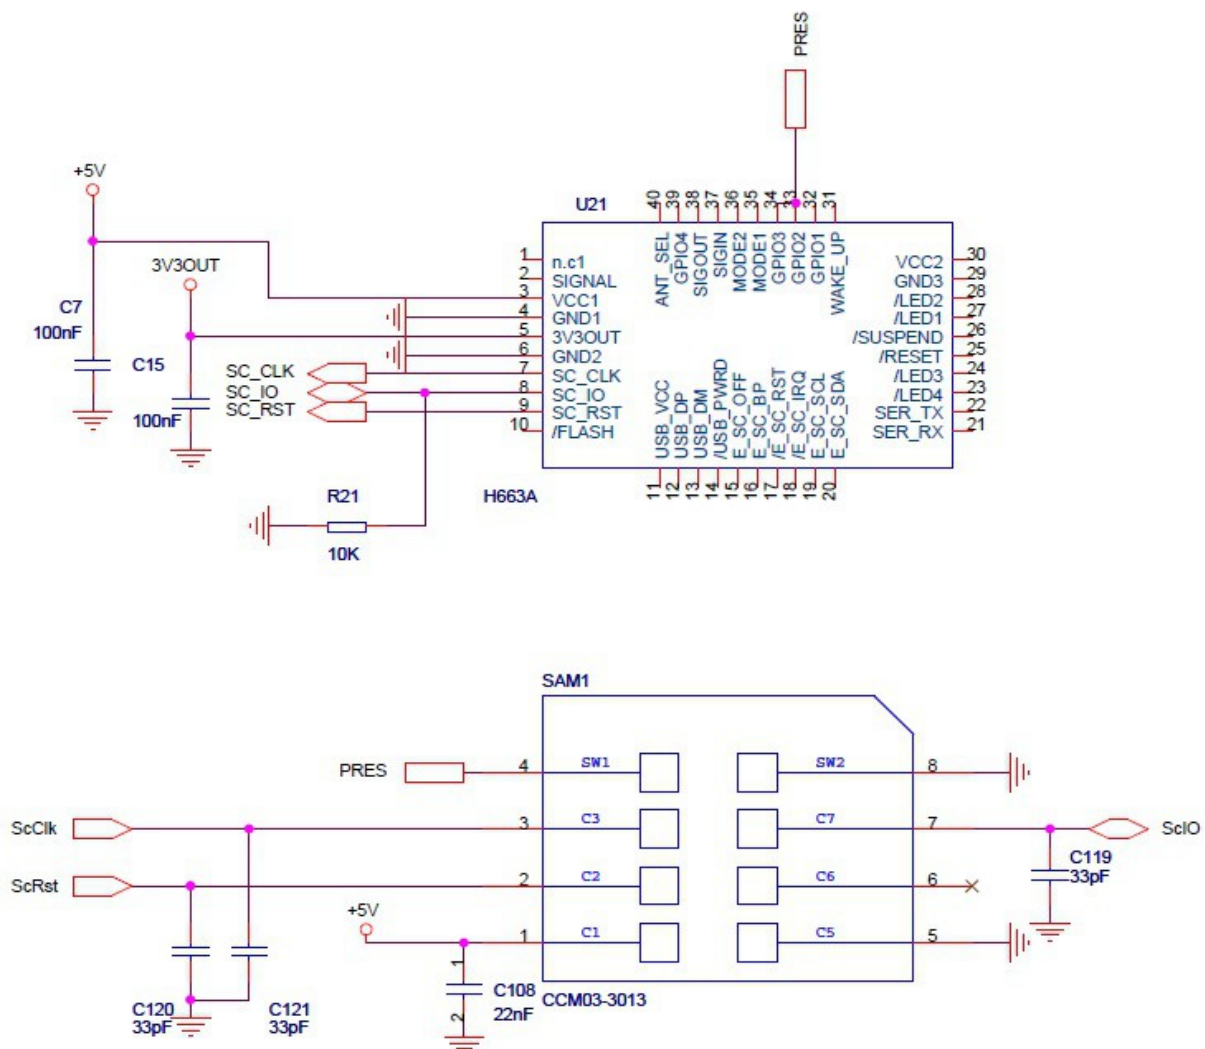 PRES
+5V
3V3OUT
C7
100nF
C15
100nF
SC_CLK
SC_IO
SC_RST
R21
10K
U21
H663A
40 39 38 37 36 35 34 33 32 31
ANT_SEL
GPIO4
SIGOUT
SIGIN
MODE2
MODE1
GPIO3
GPIO2
GPIO1
WAKE_UP
1 n.c1
2 SIGNAL
3 VCC1
4 GND1
5 3V3OUT
6 GND2
7 SC_CLK
8 SC_IO
9 SC_RST
10 /FLASH
VCC2 30
GND3 29
/LED2 28
/LED1 27
/SUSPEND 26
/RESET 25
/LED3 24
/LED4 23
SER_TX 22
SER_RX 21
USB_VCC
USB_DP
USB_DM
/USB_PWRD
E_SC_OFF
E_SC_BP
/E_SC_RST
/E_SC_IRQ
E_SC_SCL
E_SC_SDA
11 12 13 14 15 16 17 18 19 20
SAM1
PRES 4 SW1 SW2 8
ScClk 3 C3 C7 7 ScIO
C119
33pF
ScRst 2 C2 C6 6
+5V
1 C1 C5 5
1
C108
22nF
2
CCM03-3013
C120
33pF
C121
33pF